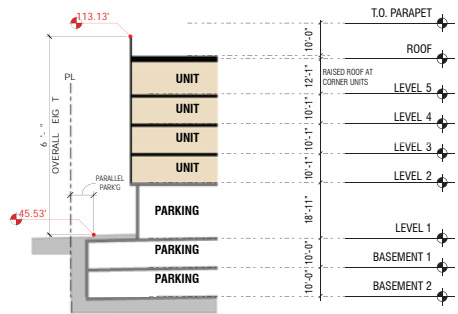 113.13'
T.O. PARAPET
10'-0"
ROOF
12'-1"
RAISED ROOF AT
CORNER UNITS
UNIT
LEVEL 5
PL
10'-1"
UNIT
LEVEL 4
10'-1"
UNIT
LEVEL 3
10'-1"
UNIT
LEVEL 2
OVERALL EIG T
6 '- "
PARALLEL
PARK'G
18'-11"
PARKING
45.53'
LEVEL 1
PARKING
10'-0"
BASEMENT 1
PARKING
10'-0"
BASEMENT 2